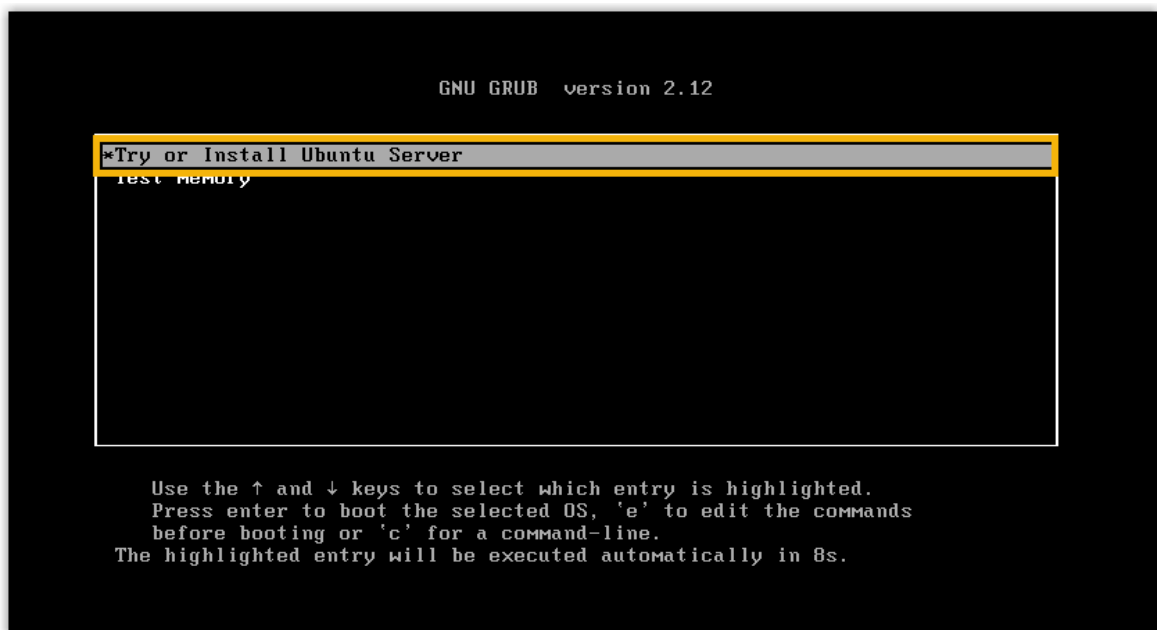 GNU GRUB version 2.12
*Try or Install Ubuntu Server
Test memory
Use the ↑ and ↓ keys to select which entry is highlighted.
Press enter to boot the selected OS, `e' to edit the commands
before booting or `c' for a command-line.
The highlighted entry will be executed automatically in 8s.